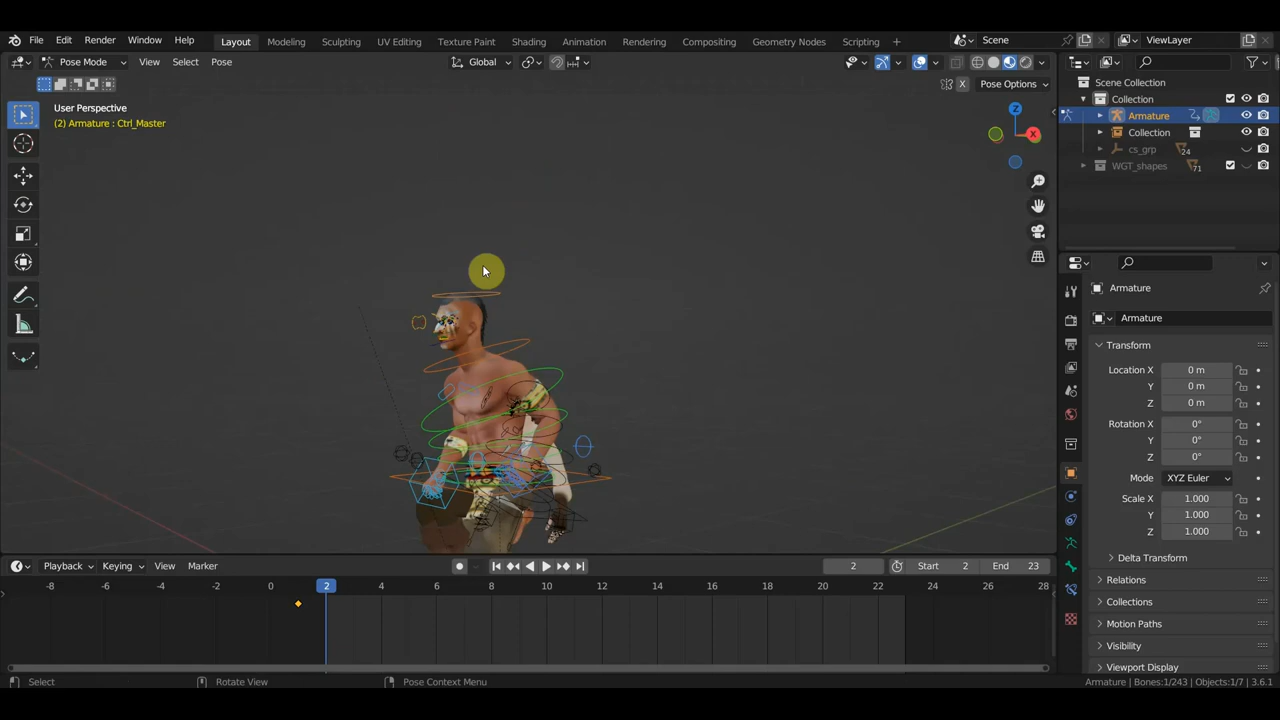 File Edit Render Window Help Layout Modeling Sculpting UV Editing Texture Paint Shading Animation Rendering Compositing Geometry Nodes Scripting + Scene ViewLayer
Pose Mode View Select Pose Global
X Pose Options
User Perspective
(2) Armature : Ctrl_Master
Z
X
Scene Collection
Collection
Armature
Collection
cs_grp 24
WGT_shapes 71
Armature
Armature
Transform
Location X 0 m
Y 0 m
Z 0 m
Rotation X 0°
Y 0°
Z 0°
Mode XYZ Euler
Scale X 1.000
Y 1.000
Z 1.000
Delta Transform
Relations
Collections
Motion Paths
Visibility
Viewport Display
Playback Keying View Marker 2 Start 2 End 23
-8 -6 -4 -2 0 2 4 6 8 10 12 14 16 18 20 22 24 26 28
Select Rotate View Pose Context Menu Armature | Bones:1/243 | Objects:1/7 | 3.6.1